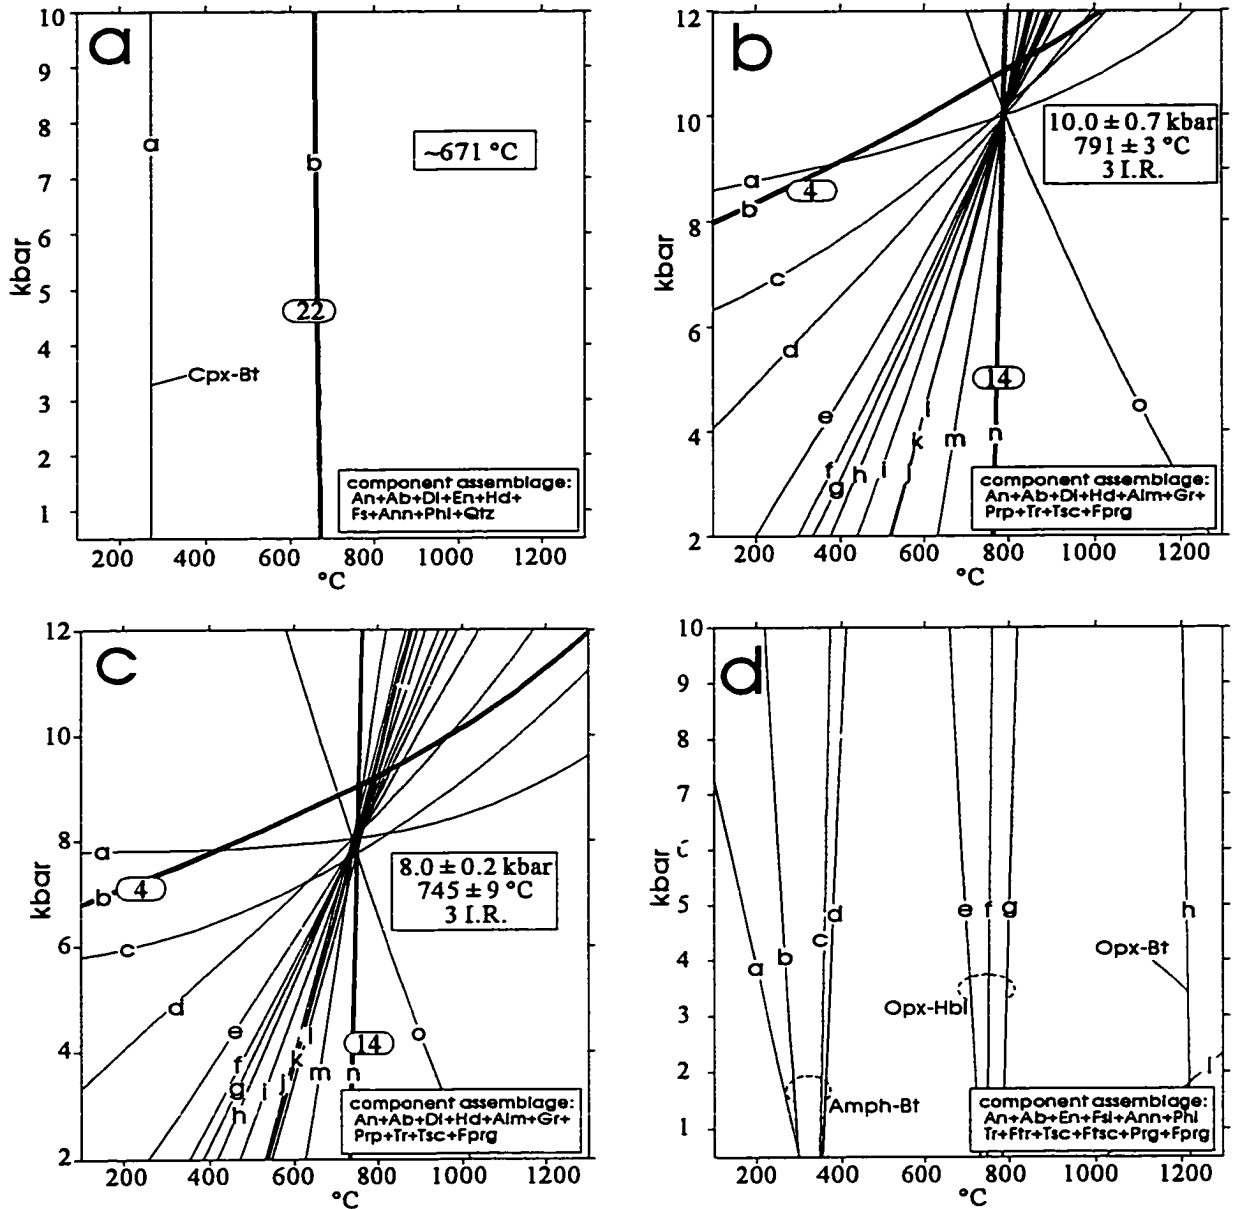 a
10
9
8
7
6
5
4
3
2
1
kbar
a
b
~671 °C
22
Cpx-Bt
component assemblage:
An+Ab+Di+En+Hd+
Fs+Ann+Phl+Qtz
200 400 600 800 1000 1200
°C
b
12
10
8
6
4
2
kbar
10.0 ± 0.7 kbar
791 ± 3 °C
3 I.R.
a
4
b
c
d
e
f
g
h
i
j
k
l
m
n
o
14
component assemblage:
An+Ab+Di+Hd+Alm+Gr+
Prp+Tr+Tsc+Fprg
200 400 600 800 1000 1200
°C
c
12
10
8
6
4
2
kbar
8.0 ± 0.2 kbar
745 ± 9 °C
3 I.R.
a
b
4
c
d
e
f
g
h
i
j
k
l
m
n
o
14
component assemblage:
An+Ab+Di+Hd+Alm+Gr+
Prp+Tr+Tsc+Fprg
200 400 600 800 1000 1200
°C
d
10
9
8
7
6
5
4
3
2
1
kbar
a
b
c
d
e
f
g
h
Opx-Bt
Opx-Hbl
Amph-Bt
component assemblage:
An+Ab+En+Fsl+Ann+Phl
Tr+Ftr+Tsc+Ftsc+Prg+Fprg
200 400 600 800 1000 1200
°C